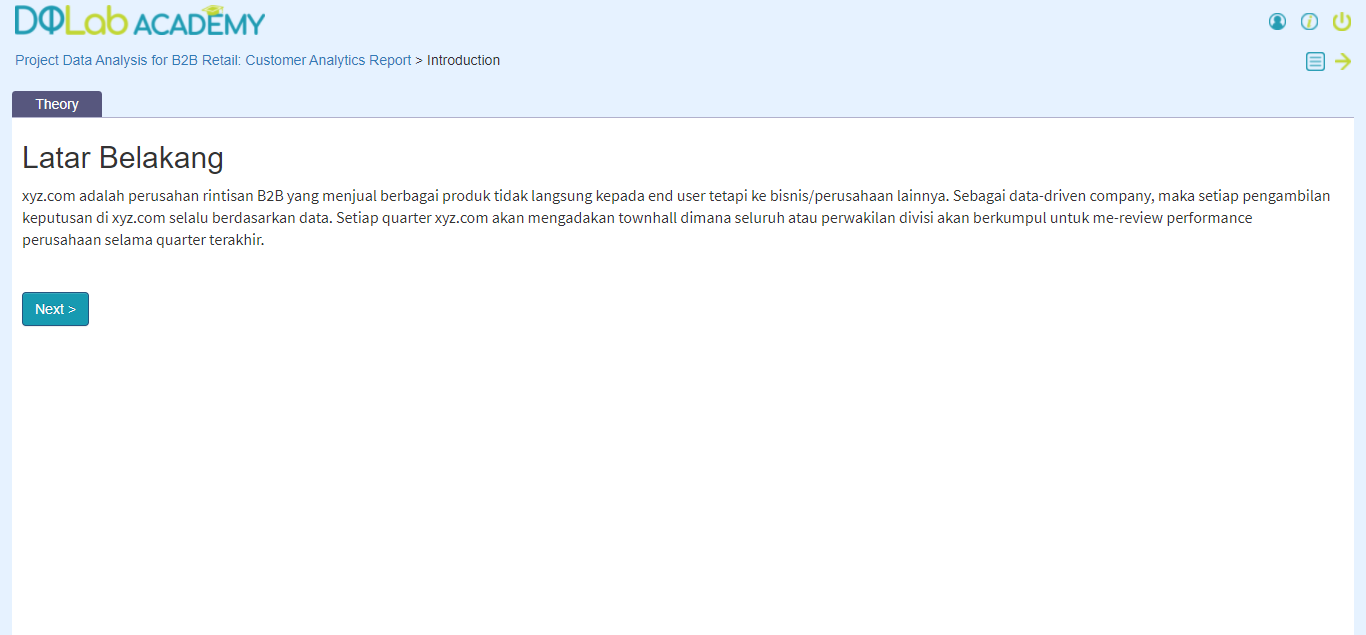 DQLab ACADEMY
Project Data Analysis for B2B Retail: Customer Analytics Report > Introduction
Theory
Latar Belakang
xyz.com adalah perusahan rintisan B2B yang menjual berbagai produk tidak langsung kepada end user tetapi ke bisnis/perusahaan lainnya. Sebagai data-driven company, maka setiap pengambilan
keputusan di xyz.com selalu berdasarkan data. Setiap quarter xyz.com akan mengadakan townhall dimana seluruh atau perwakilan divisi akan berkumpul untuk me-review performance
perusahaan selama quarter terakhir.
Next >